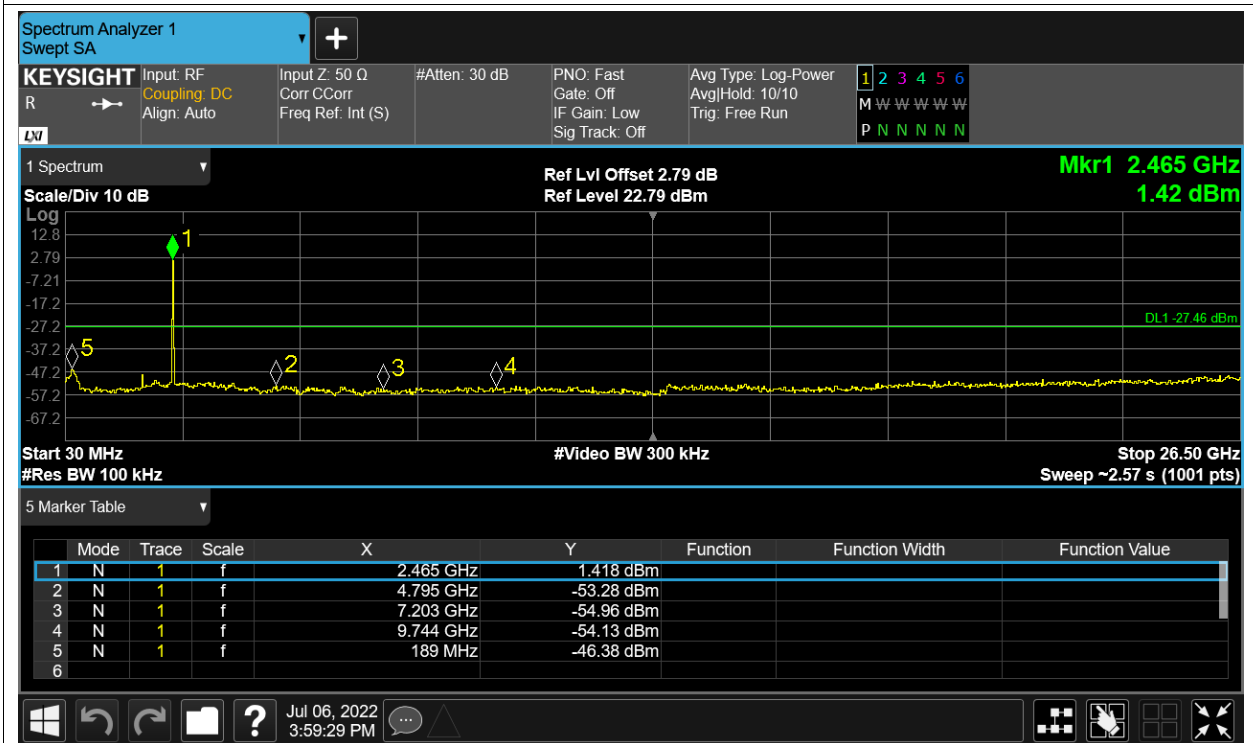 Spectrum Analyzer 1
Swept SA
+
KEYSIGHT
R
LXI
Input: RF
Coupling: DC
Align: Auto
Input Z: 50 Ω
Corr CCorr
Freq Ref: Int (S)
#Atten: 30 dB
PNO: Fast
Gate: Off
IF Gain: Low
Sig Track: Off
Avg Type: Log-Power
Avg|Hold: 10/10
Trig: Free Run
1 2 3 4 5 6
M W W W W W
P N N N N N
1 Spectrum
Scale/Div 10 dB
Ref Lvl Offset 2.79 dB
Ref Level 22.79 dBm
Mkr1 2.465 GHz
1.42 dBm
Log
12.8
2.79
-7.21
-17.2
-27.2
-37.2
-47.2
-57.2
-67.2
1
DL1 -27.46 dBm
5
2
3
4
Start 30 MHz
#Video BW 300 kHz
Stop 26.50 GHz
#Res BW 100 kHz
Sweep ~2.57 s (1001 pts)
5 Marker Table
Mode Trace Scale X Y Function Function Width Function Value
1 N 1 f 2.465 GHz 1.418 dBm
2 N 1 f 4.795 GHz -53.28 dBm
3 N 1 f 7.203 GHz -54.96 dBm
4 N 1 f 9.744 GHz -54.13 dBm
5 N 1 f 189 MHz -46.38 dBm
6
?
Jul 06, 2022
3:59:29 PM